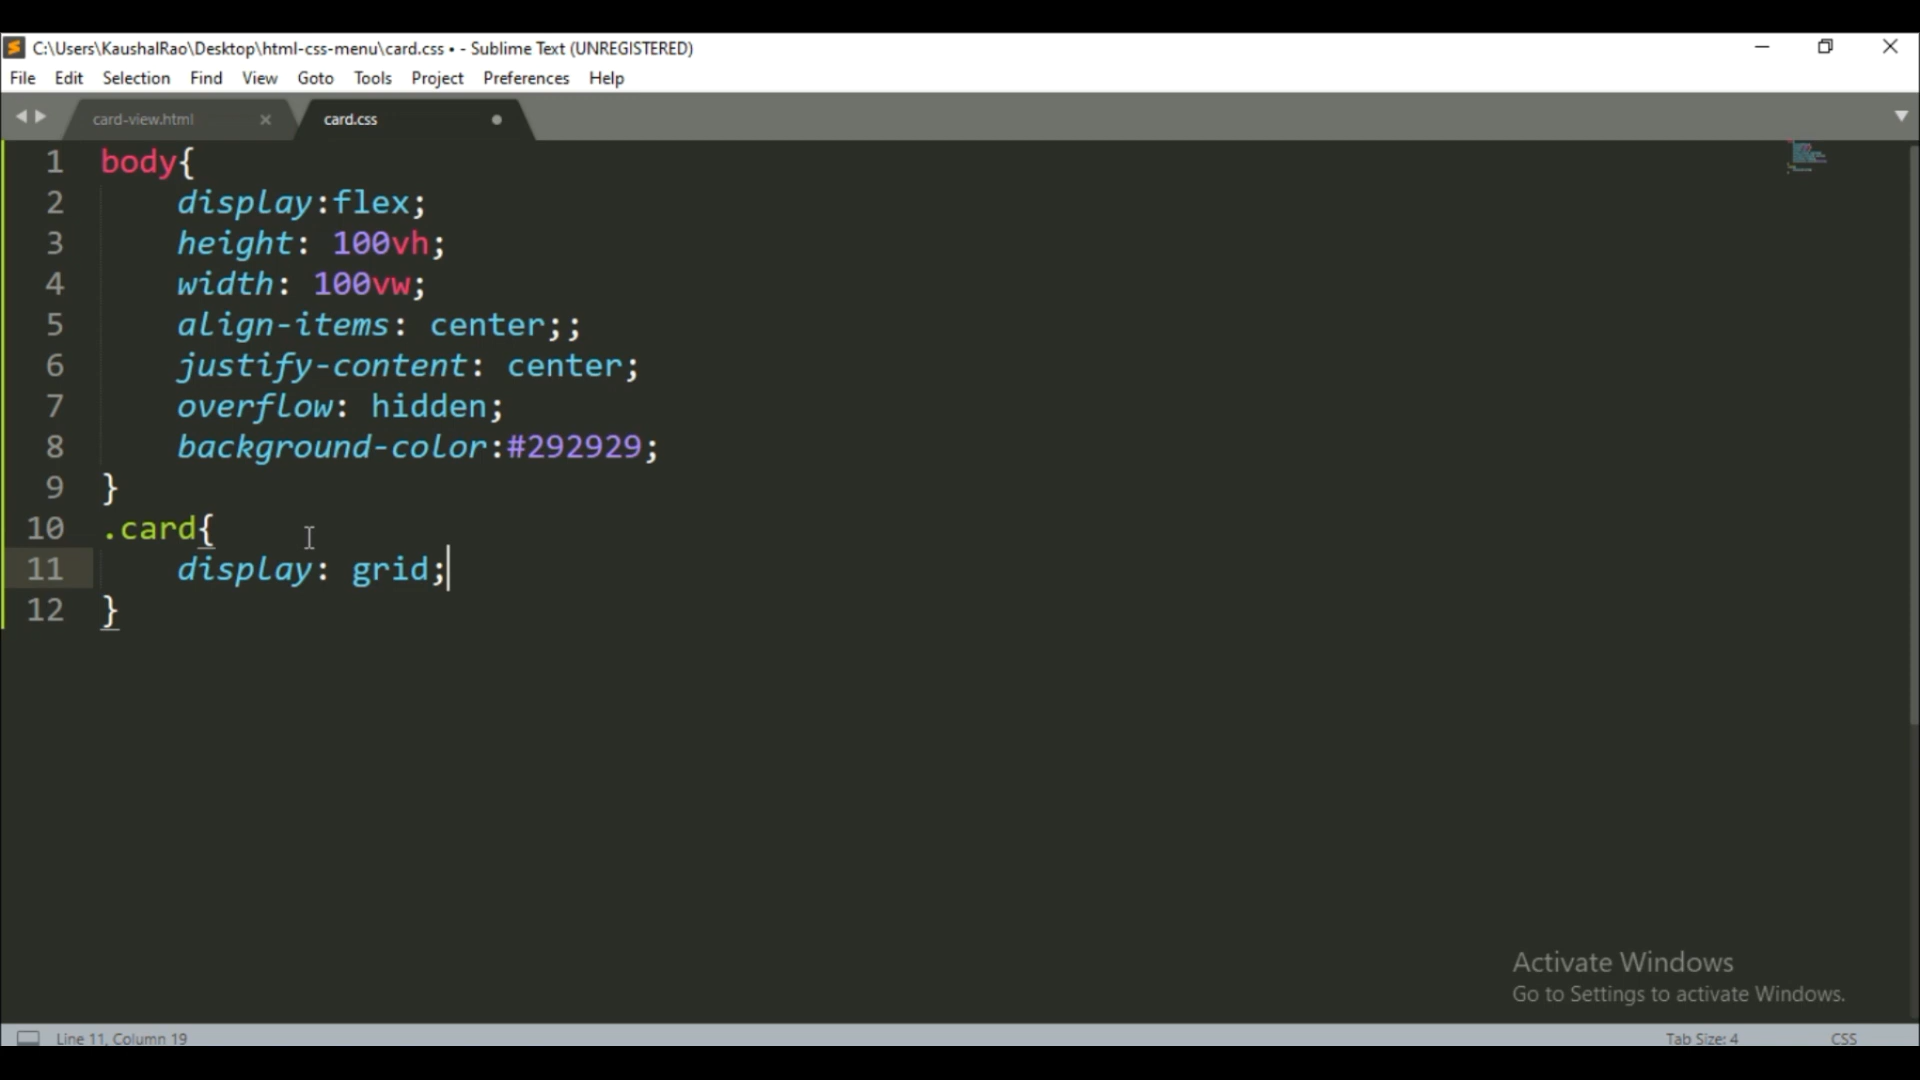 C:\Users\KaushalRao\Desktop\html-css-menu\card.css • - Sublime Text (UNREGISTERED)
File Edit Selection Find View Goto Tools Project Preferences Help
card-view.html × card.css
1 body{
2     display:flex;
3     height: 100vh;
4     width: 100vw;
5     align-items: center;;
6     justify-content: center;
7     overflow: hidden;
8     background-color:#292929;
9 }
10 .card{
11     display: grid;
12 }
Activate Windows
Go to Settings to activate Windows.
Line 11, Column 19 Tab Size: 4 CSS